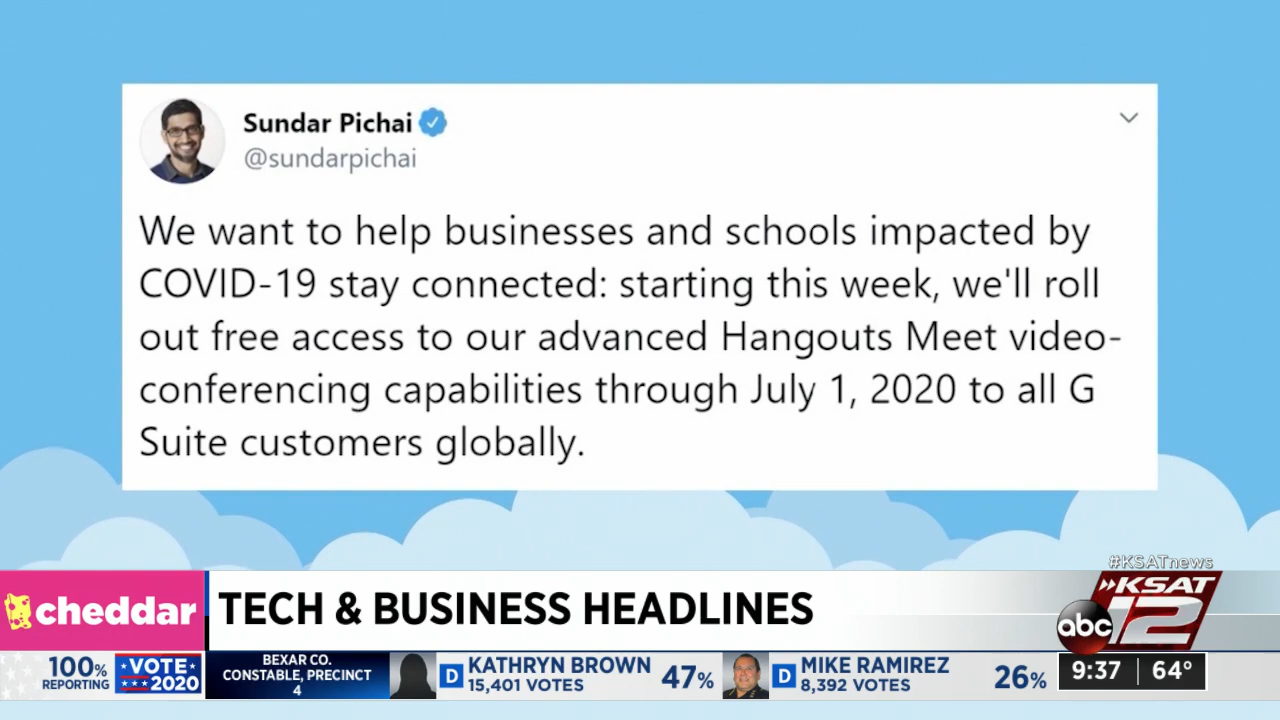 Sundar Pichai
@sundarpichai
We want to help businesses and schools impacted by
COVID-19 stay connected: starting this week, we'll roll
out free access to our advanced Hangouts Meet video-
conferencing capabilities through July 1, 2020 to all G
Suite customers globally.
#KSATnews
cheddar
TECH & BUSINESS HEADLINES
abc
KSAT
12
100%
REPORTING
VOTE
2020
BEXAR CO.
CONSTABLE, PRECINCT
4
D KATHRYN BROWN
15,401 VOTES
47%
D MIKE RAMIREZ
8,392 VOTES
26%
9:37 64°